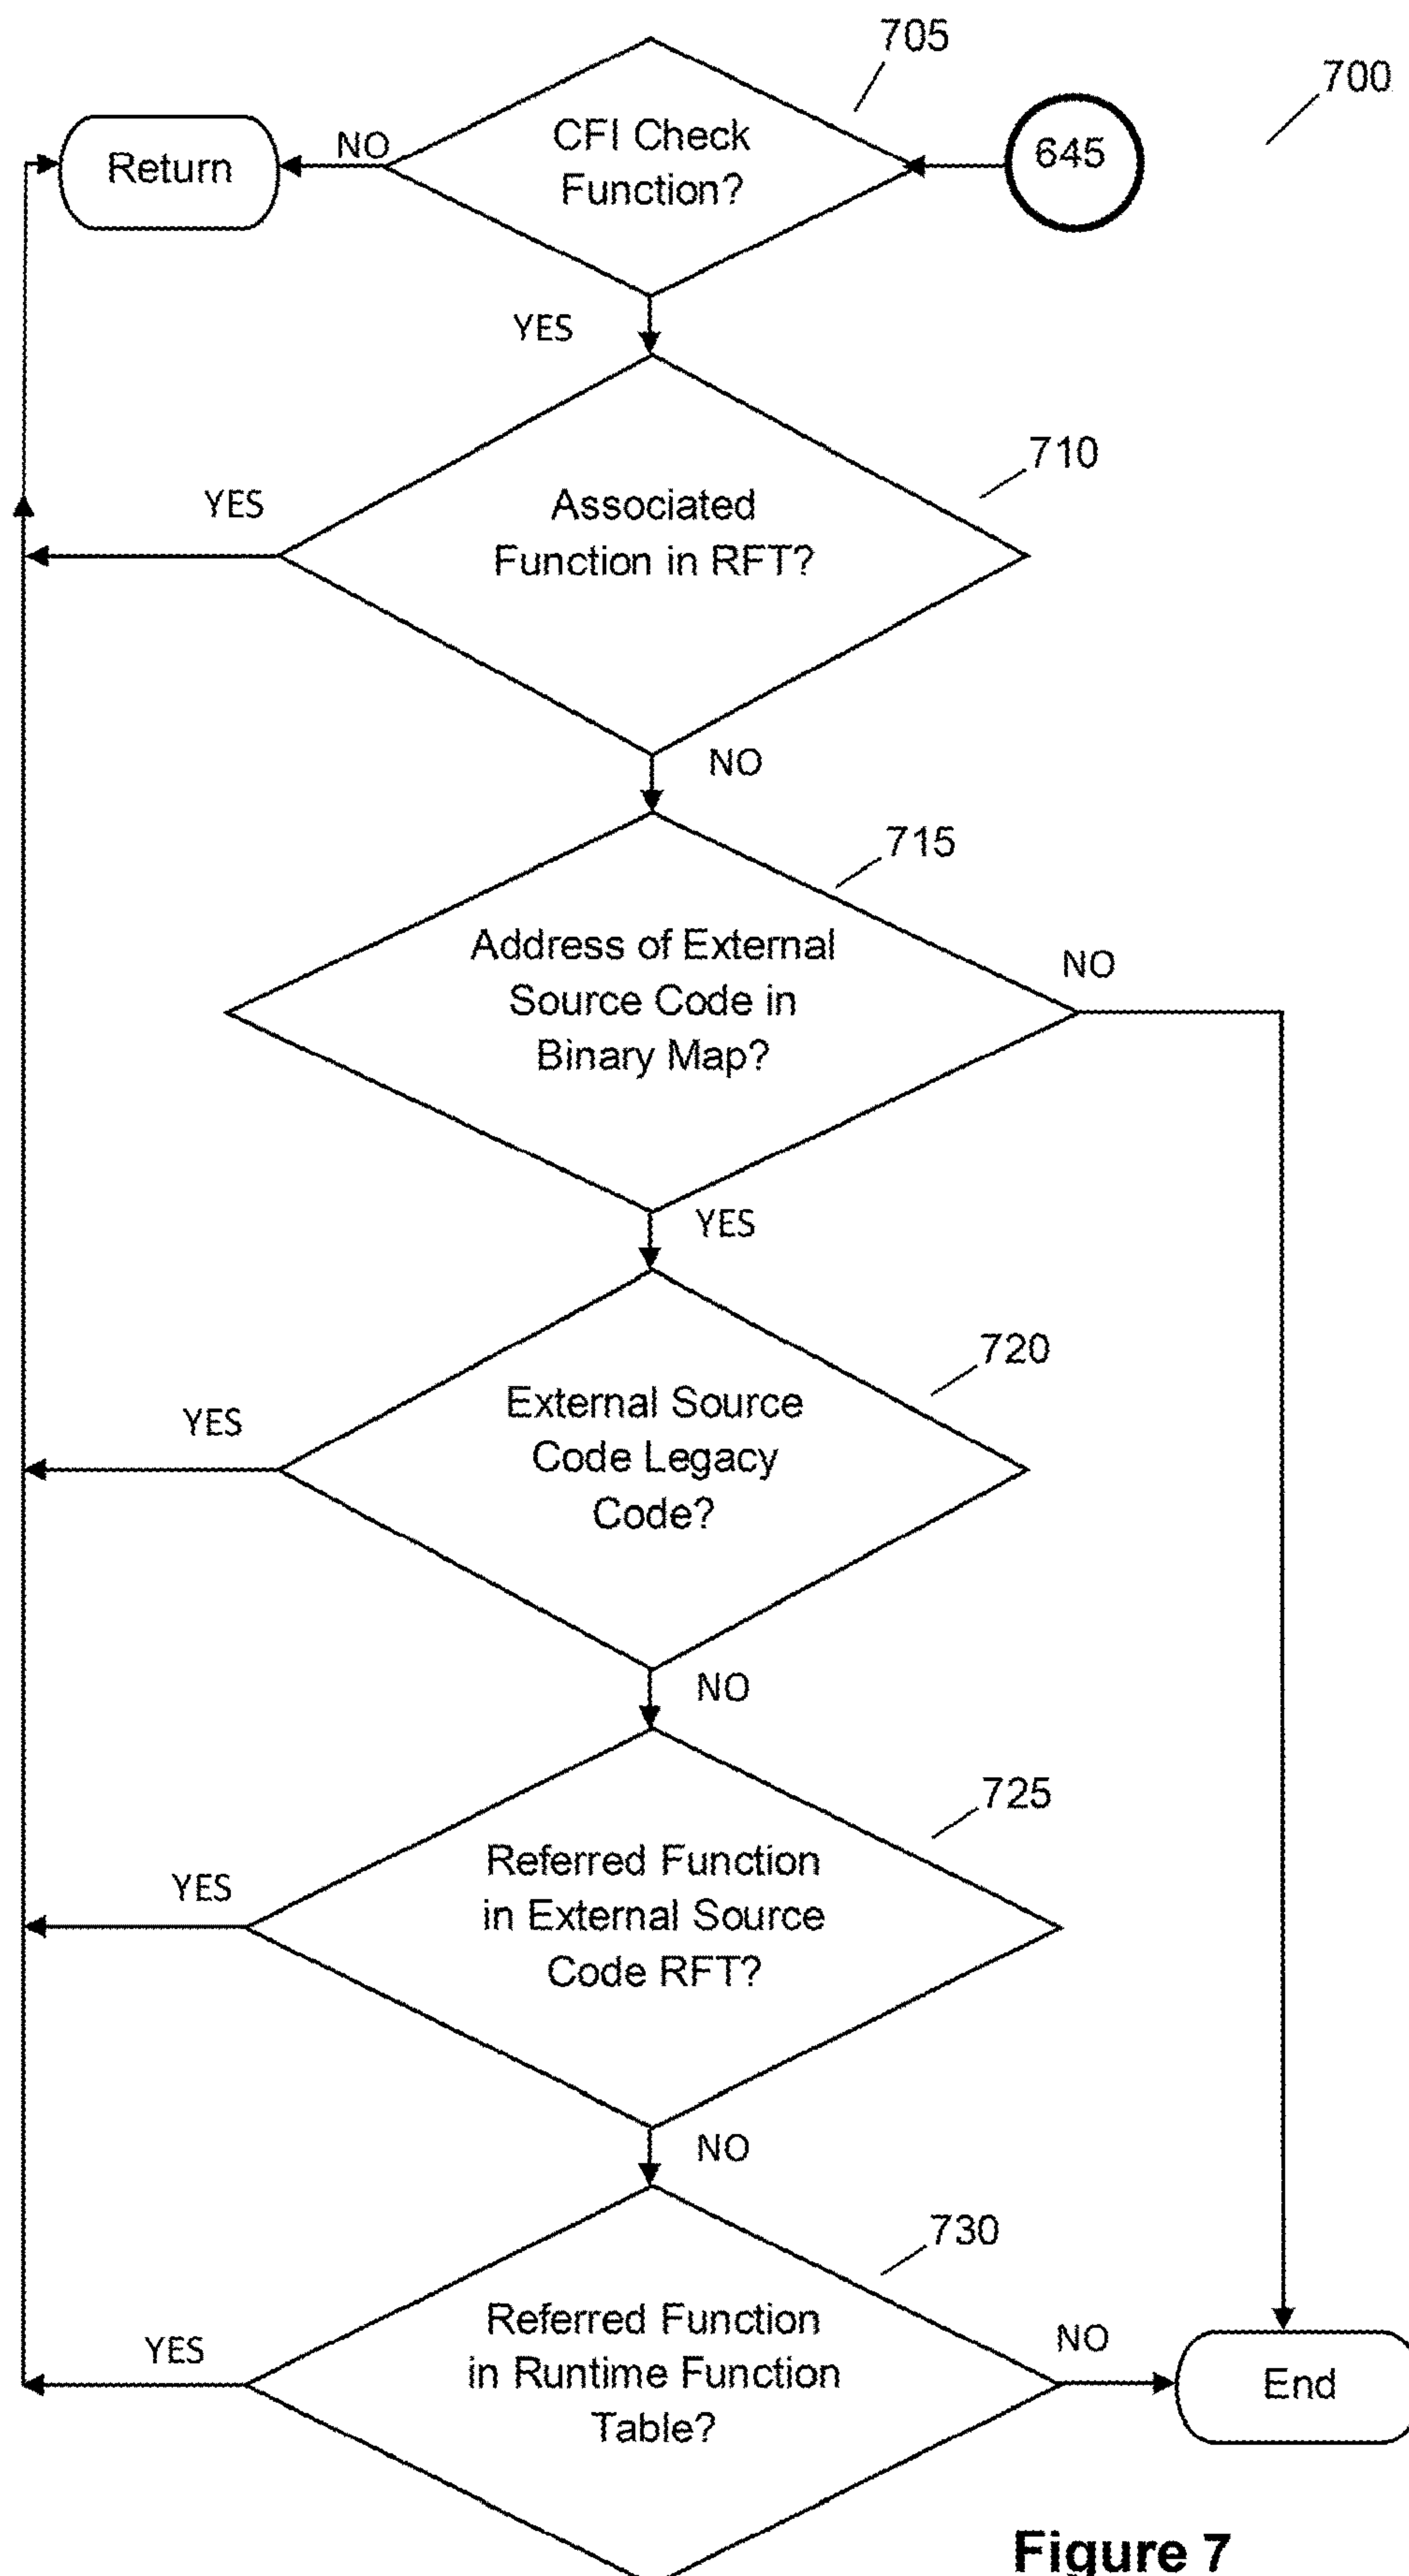 705
700
Return
NO
CFI Check
Function?
645
YES
710
YES
Associated
Function in RFT?
NO
715
Address of External
Source Code in
Binary Map?
NO
YES
720
External Source
Code Legacy
Code?
YES
NO
725
Referred Function
in External Source
Code RFT?
YES
NO
730
Referred Function
in Runtime Function
Table?
YES
NO
End
Figure 7